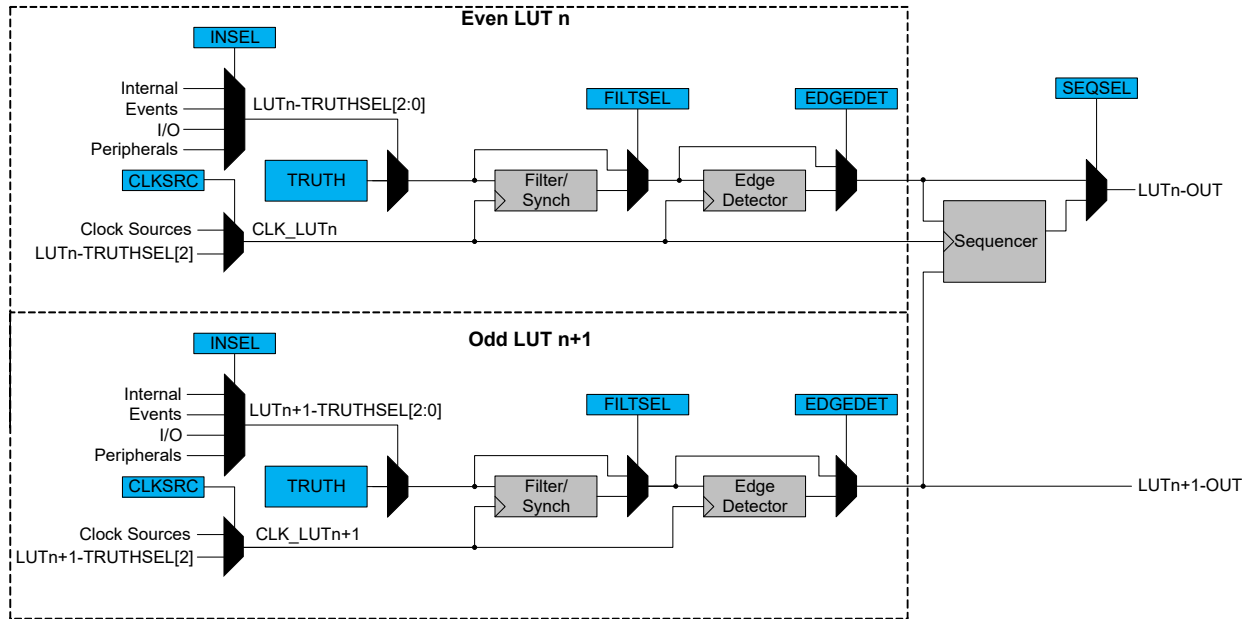 Even LUT n
INSEL
Internal
Events
I/O
Peripherals
LUTn-TRUTHSEL[2:0]
FILTSEL
EDGEDET
SEQSEL
TRUTH
CLKSRC
Filter/
Synch
Edge
Detector
LUTn-OUT
Clock Sources
CLK_LUTn
LUTn-TRUTHSEL[2]
Sequencer
Odd LUT n+1
INSEL
Internal
Events
I/O
Peripherals
LUTn+1-TRUTHSEL[2:0]
FILTSEL
EDGEDET
TRUTH
CLKSRC
Filter/
Synch
Edge
Detector
LUTn+1-OUT
Clock Sources
CLK_LUTn+1
LUTn+1-TRUTHSEL[2]